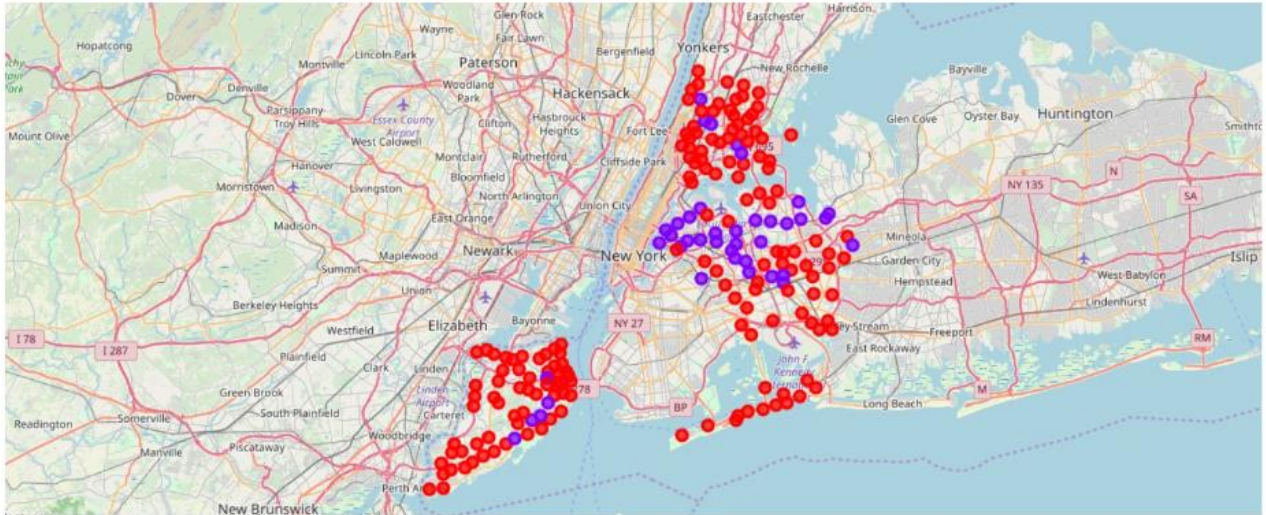 Eastchester
Harrison
Glen Rock
Hopatcong
Wayne
Fair Lawn
Yonkers
Lincoln Park
Bergenfield
Montville
Paterson
New Rochelle
Bayville
Denville
Woodland
Park
Dover
Hackensack
Parsippany
Troy Hills
Essex County
Airport
Oyster Bay
Huntington
Glen Cove
Hasbrouck
Heights
Clifton
Mount Olive
West Caldwell
Fort Lee
Montclair
Rutherford
Cliffside Park
Hanover
Bloomfield
N
Morristown
Livingston
NY 135
SA
North Arlington
Union City
East Orange
Madison
Mineola
Maplewood
Newark
New York
Garden City
Summit
Islip
West Babylon
Hempstead
Union
Berkeley Heights
Lindenhurst
Bayonne
Elizabeth
NY 27
Westfield
Freeport
I 78
I 287
RM
East Rockaway
Plainfield
Clark
Linden
John F
Linden
Airport
78
M
Green Brook
BP
Long Beach
South Plainfield
Carteret
Somerville
Readington
Woodbridge
Piscataway
Manville
New Brunswick